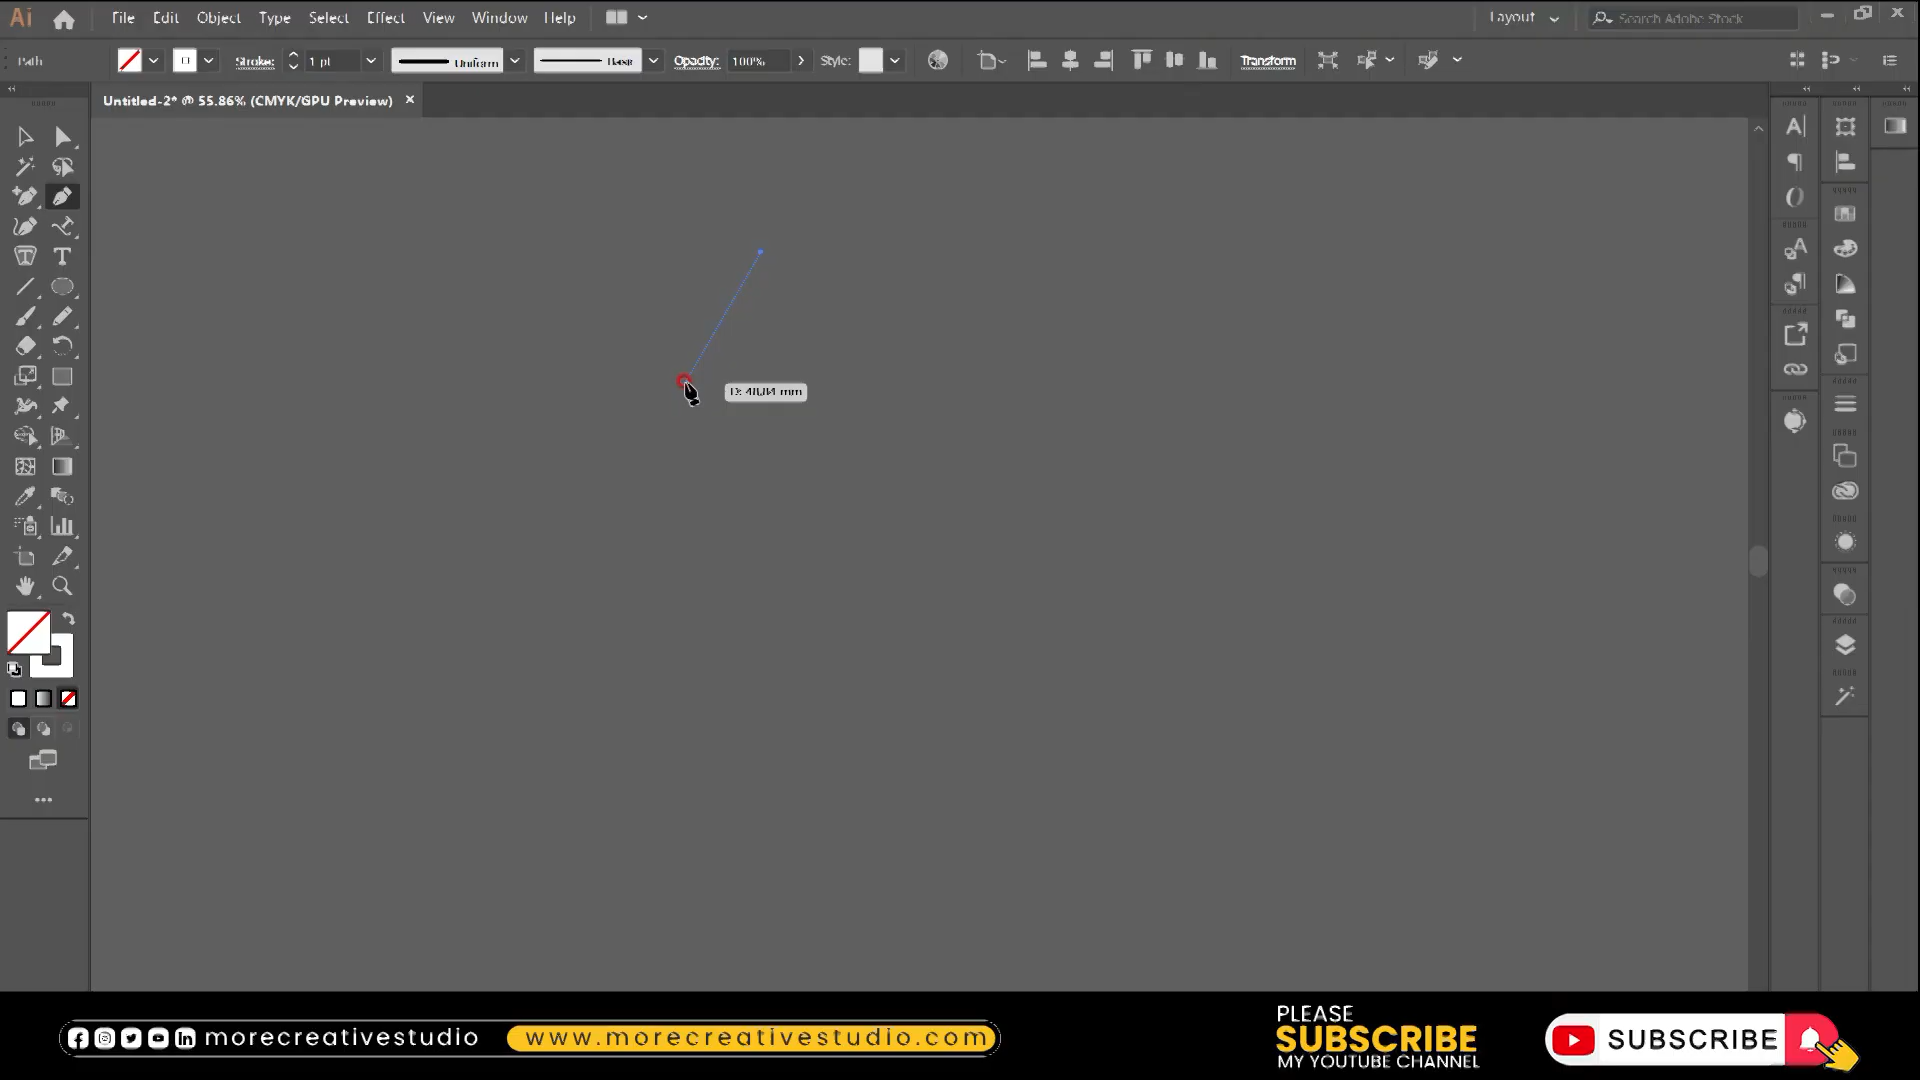 Ai File Edit Object Type Select Effect View Window Help Layout Search Adobe Stock
Path Stroke: 1 pt Uniform Basic Opacity: 100% Style: Transform
Untitled-2* @ 55.86% (CMYK/GPU Preview)
morecreativestudio
www.morecreativestudio.com
PLEASE
SUBSCRIBE
MY YOUTUBE CHANNEL
SUBSCRIBE